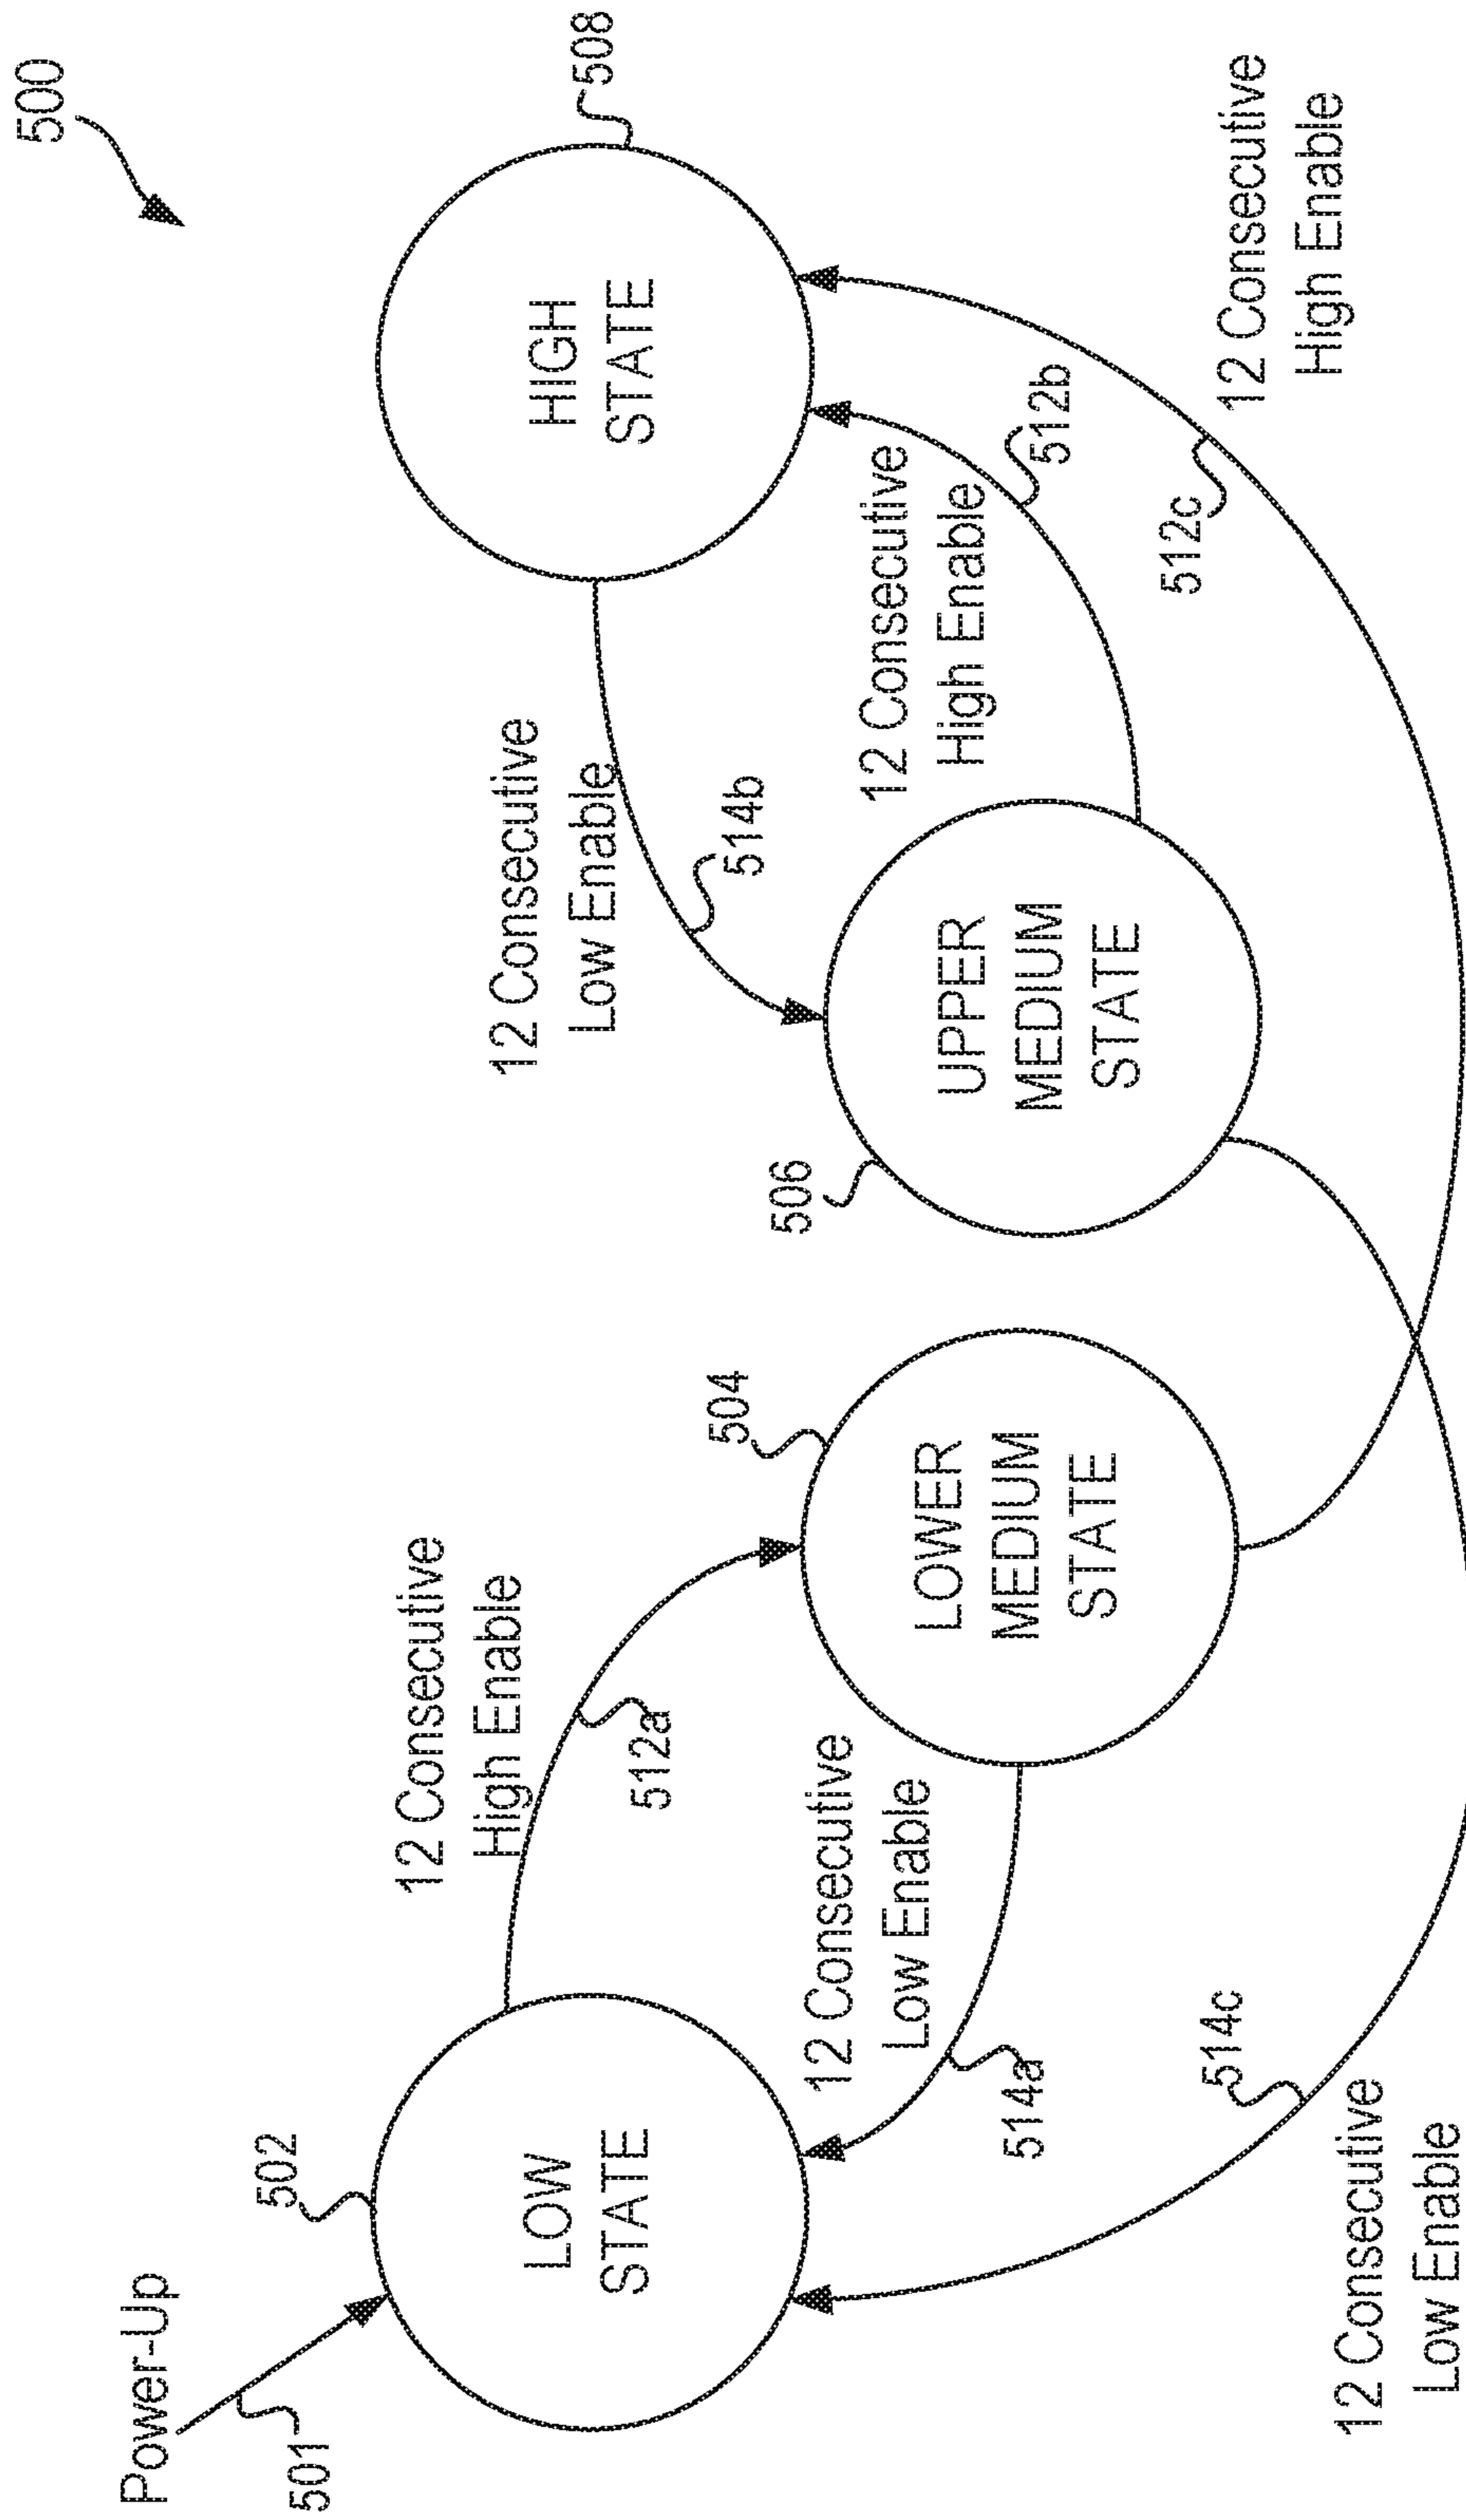 500
Power-Up
501
502
LOW
STATE
12 Consecutive
High Enable
512a
12 Consecutive
Low Enable
514a
504
LOWER
MEDIUM
STATE
514c
12 Consecutive
Low Enable
12 Consecutive
Low Enable
514b
506
UPPER
MEDIUM
STATE
508
HIGH
STATE
12 Consecutive
High Enable
512b
512c
12 Consecutive
High Enable